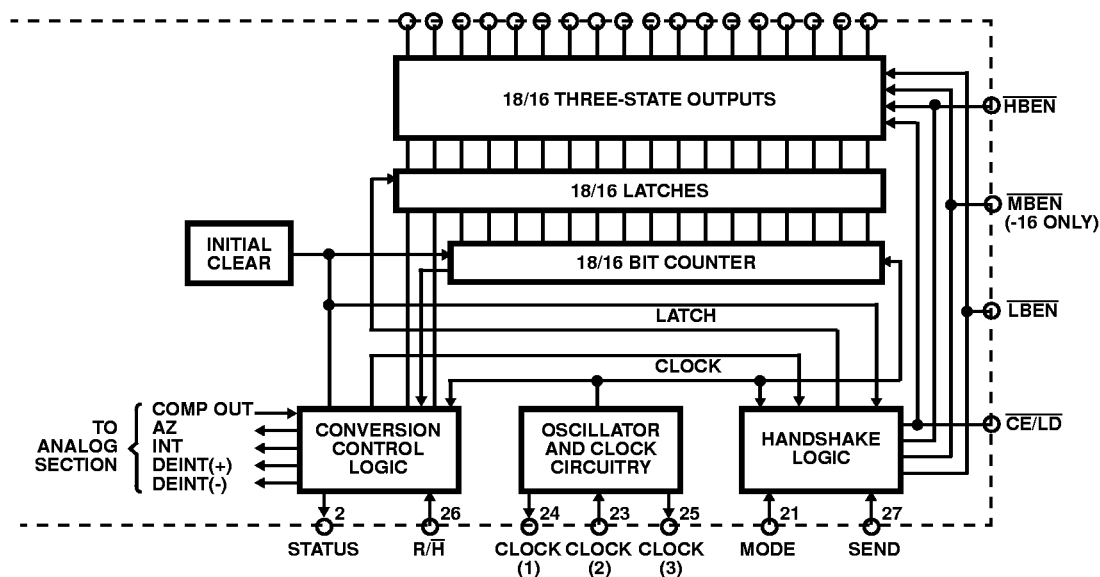 18/16 THREE-STATE OUTPUTS
HBEN
18/16 LATCHES
MBEN
(-16 ONLY)
INITIAL
CLEAR
18/16 BIT COUNTER
LBEN
LATCH
CLOCK
TO
ANALOG
SECTION
COMP OUT
AZ
INT
DEINT(+)
DEINT(-)
CONVERSION
CONTROL
LOGIC
OSCILLATOR
AND CLOCK
CIRCUITRY
HANDSHAKE
LOGIC
CE/LD
2
26
24
23
25
21
27
STATUS
R/H
CLOCK
(1)
CLOCK
(2)
CLOCK
(3)
MODE
SEND